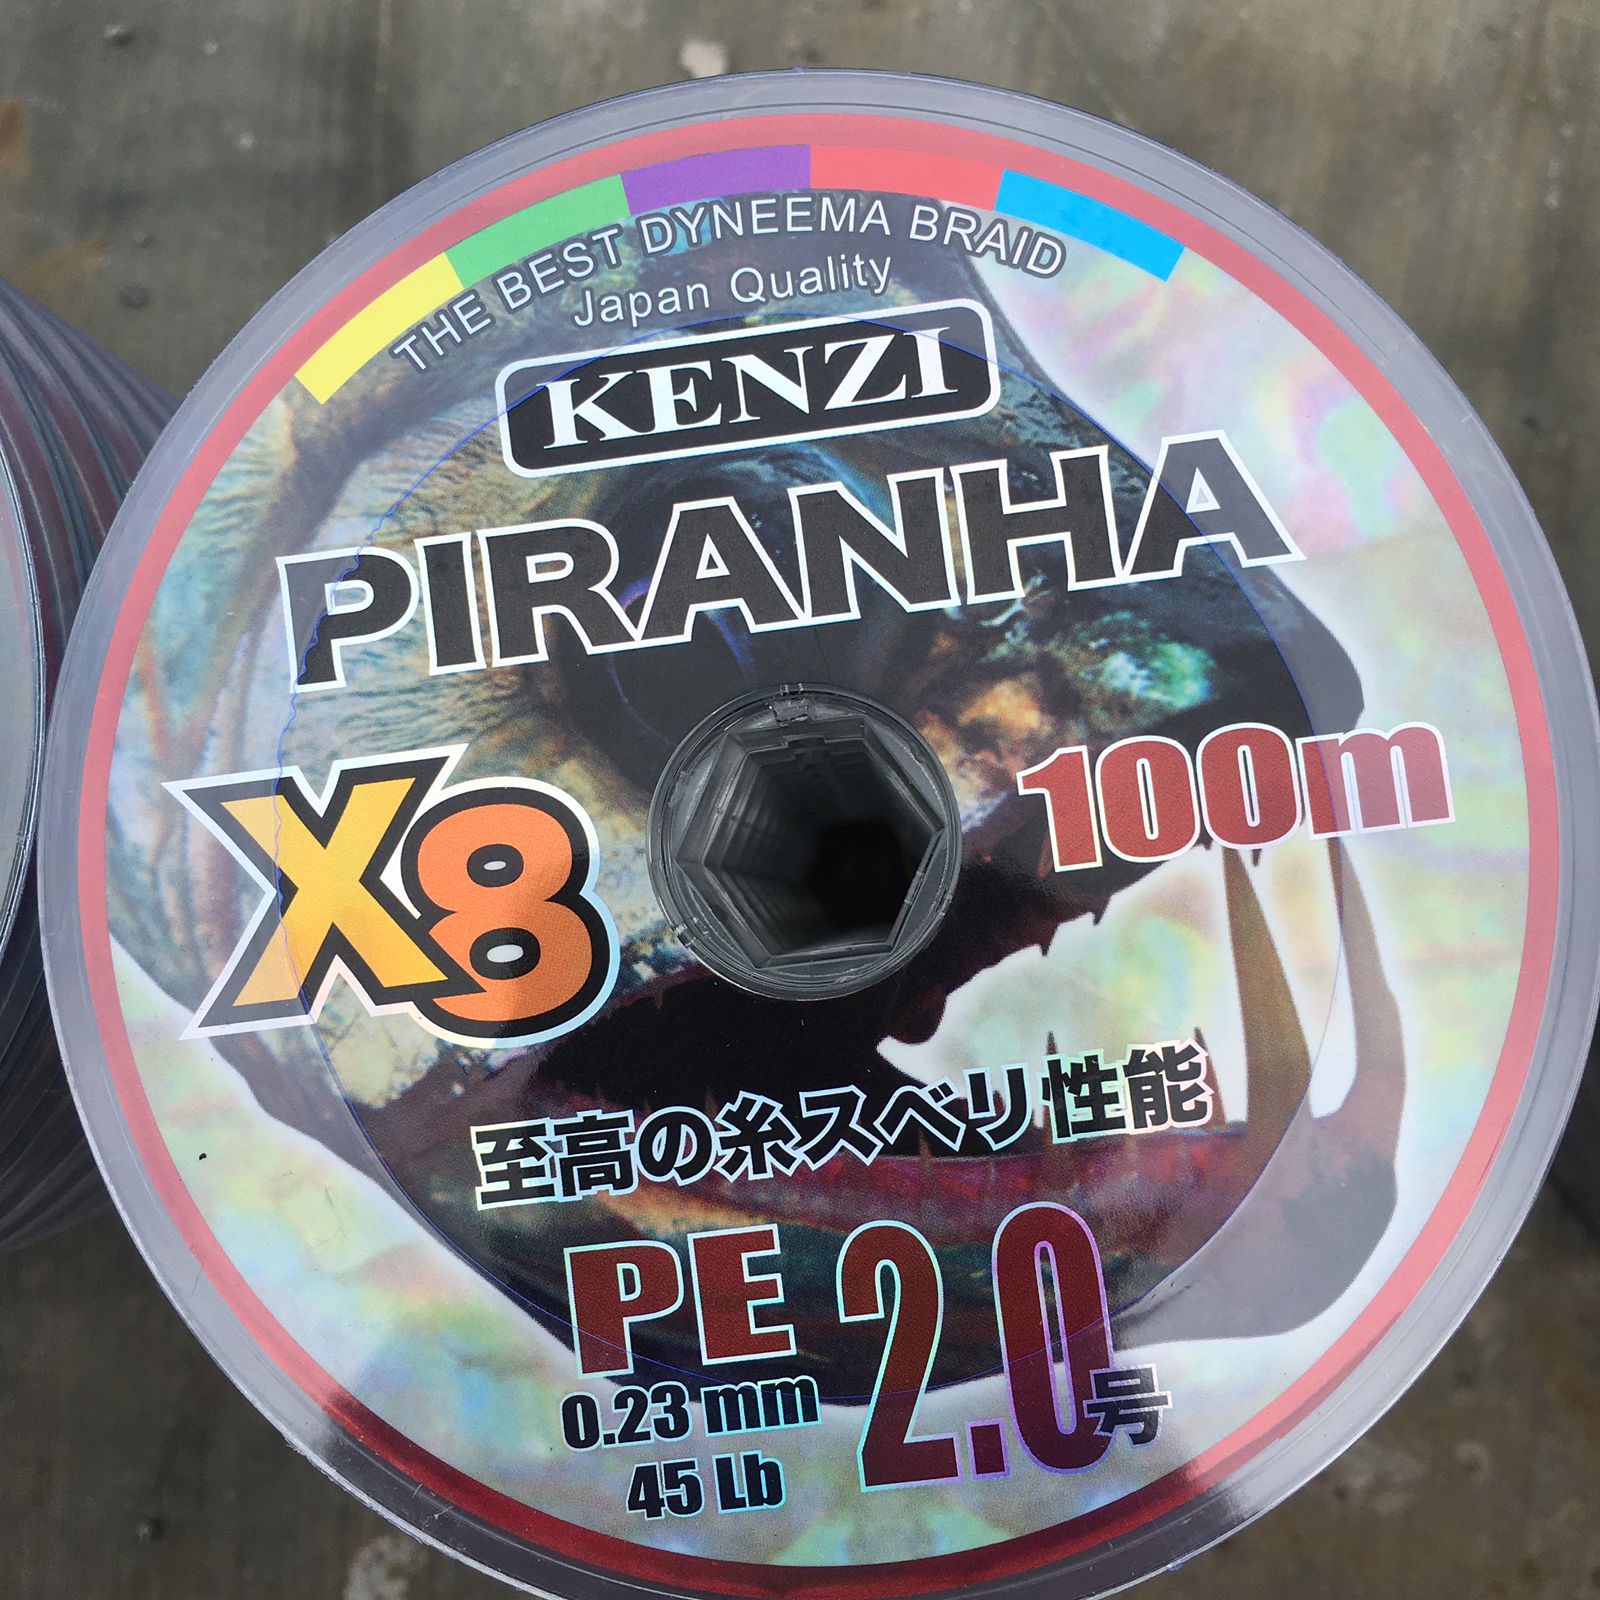 THE BEST DYNEEMA BRAID
Japan Quality
KENZI
PIRANHA
X8
100m
至高の糸スベリ性能
PE 2.0号
0.23 mm
45 Lb